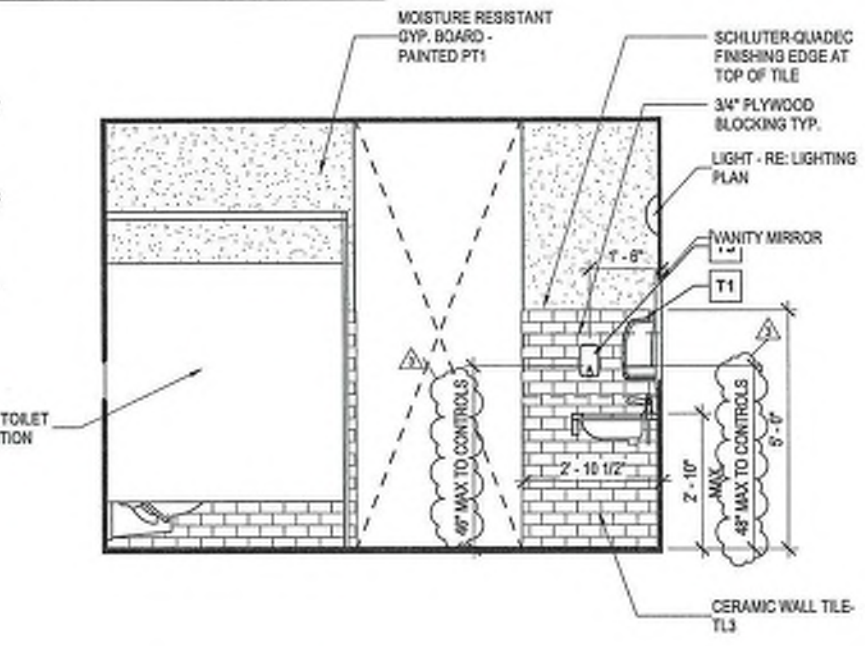 MOISTURE RESISTANT
GYP. BOARD -
PAINTED PT1
SCHLUTER-QUADEC
FINISHING EDGE AT
TOP OF TILE
3/4" PLYWOOD
BLOCKING TYP.
LIGHT - RE: LIGHTING
PLAN
VANITY MIRROR
1' - 6"
T1
3
3
A
TOILET
TION
46" MAX TO CONTROLS
2' - 10 1/2"
2' - 10"
MAX
48" MAX TO CONTROLS
5' - 0"
CERAMIC WALL TILE-
TL3